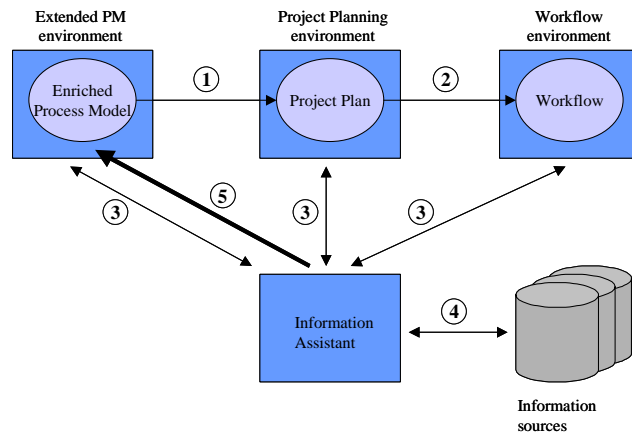 Extended PM
environment
Project Planning
environment
Workflow
environment
Enriched
Process Model
1
Project Plan
2
Workflow
3
5
3
3
Information
Assistant
4
Information
sources